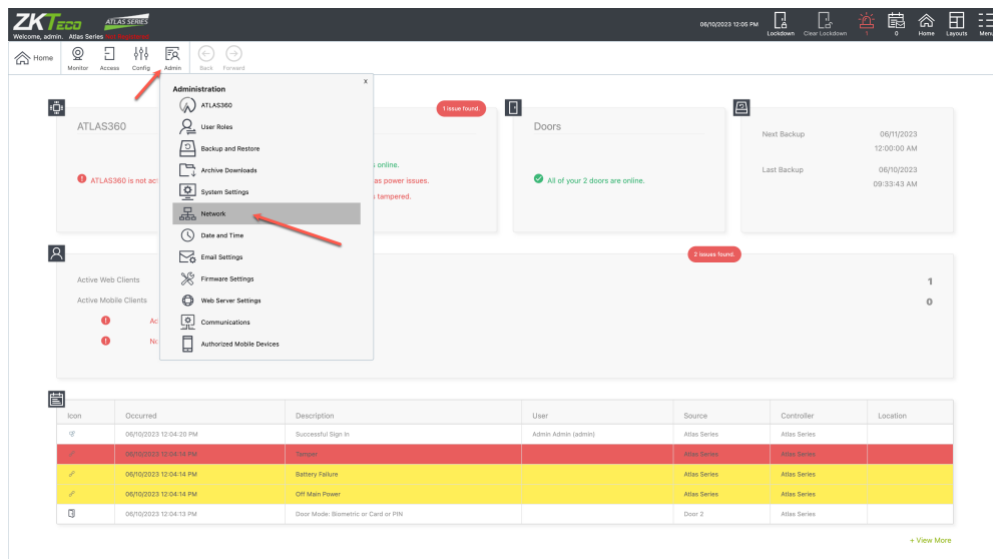 ZKTeco ATLAS SERIES
Welcome, admin. Atlas Series
06/10/2023 12:05 PM
Lockdown
Clear Lockdown
1
0
Home
Layouts
Menu
Home
Monitor
Access
Config
Admin
Back
Forward
Administration
x
ATLAS360
User Roles
Backup and Restore
Archive Downloads
System Settings
Network
Date and Time
Email Settings
Firmware Settings
Web Server Settings
Communications
Authorized Mobile Devices
ATLAS360
ATLAS360 is not ac
1 issue found.
online.
as power issues.
tampered.
Doors
All of your 2 doors are online.
Next Backup
06/11/2023
12:00:00 AM
Last Backup
06/10/2023
09:33:43 AM
2 issues found.
Active Web Clients
1
Active Mobile Clients
0
Icon Occurred Description User Source Controller Location
06/10/2023 12:04:20 PM Successful Sign In Admin Admin (admin) Atlas Series Atlas Series
06/10/2023 12:04:14 PM Tamper Atlas Series Atlas Series
06/10/2023 12:04:14 PM Battery Failure Atlas Series Atlas Series
06/10/2023 12:04:14 PM Off Main Power Atlas Series Atlas Series
06/10/2023 12:04:13 PM Door Mode: Biometric or Card or PIN Door 2 Atlas Series
+ View More